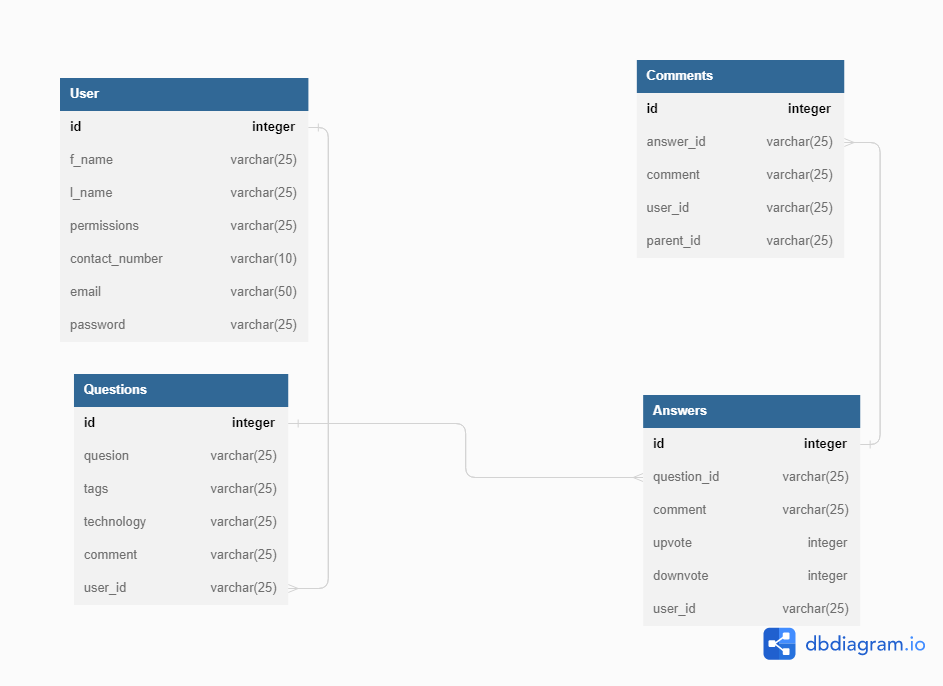 User
id integer
f_name varchar(25)
l_name varchar(25)
permissions varchar(25)
contact_number varchar(10)
email varchar(50)
password varchar(25)
Questions
id integer
quesion varchar(25)
tags varchar(25)
technology varchar(25)
comment varchar(25)
user_id varchar(25)
Comments
id integer
answer_id varchar(25)
comment varchar(25)
user_id varchar(25)
parent_id varchar(25)
Answers
id integer
question_id varchar(25)
comment varchar(25)
upvote integer
downvote integer
user_id varchar(25)
dbdiagram.io